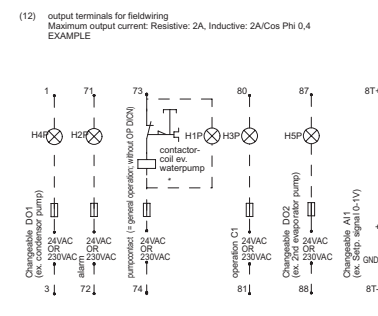 (12) output terminals for fieldwiring
Maximum output current: Resistive: 2A, Inductive: 2A/Cos Phi 0,4
EXAMPLE
1 71 73 80 87 8T+
H4P H2P H1P H3P H5P
contactor-
coil ev.
waterpump
*
Changeable DO1
(ex. condensor pump)
24VAC
OR
230VAC
alarm
24VAC
OR
230VAC
pumpcontact (= general operation; without OP DICN)
24VAC
OR
230VAC
operation C1
24VAC
OR
230VAC
Changeable DO2
(ex. 2nd evaporator pump)
24VAC
OR
230VAC
Changeable AI1
(ex. Setp. signal 0-1V)
+
GND
3 72 74 81 88 8T-